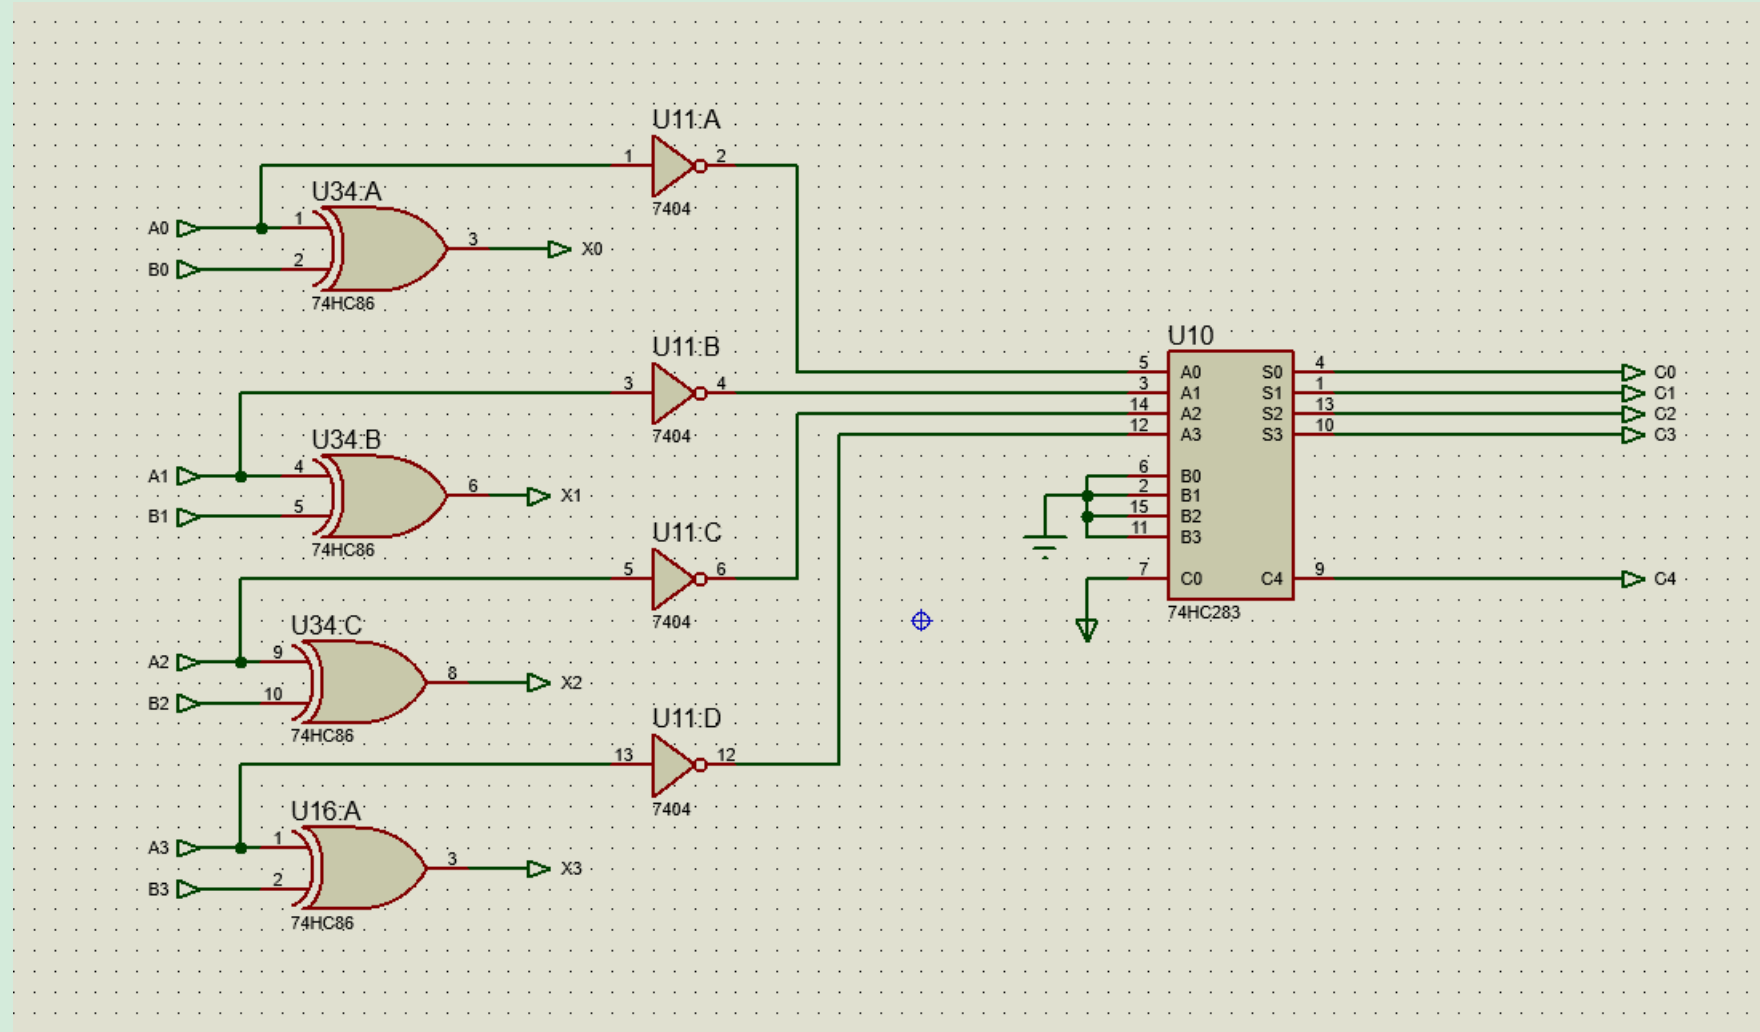 U11:A
1
2
7404
U34:A
A0
1
B0
2
3
X0
74HC86
U11:B
3
4
7404
U34:B
A1
4
B1
5
6
X1
74HC86
U11:C
5
6
7404
U34:C
A2
9
B2
10
8
X2
74HC86
U11:D
13
12
7404
U16:A
A3
1
B3
2
3
X3
74HC86
U10
5 A0 S0 4 C0
3 A1 S1 1 C1
14 A2 S2 13 C2
12 A3 S3 10 C3
6 B0
2 B1
15 B2
11 B3
7 C0 C4 9 C4
74HC283